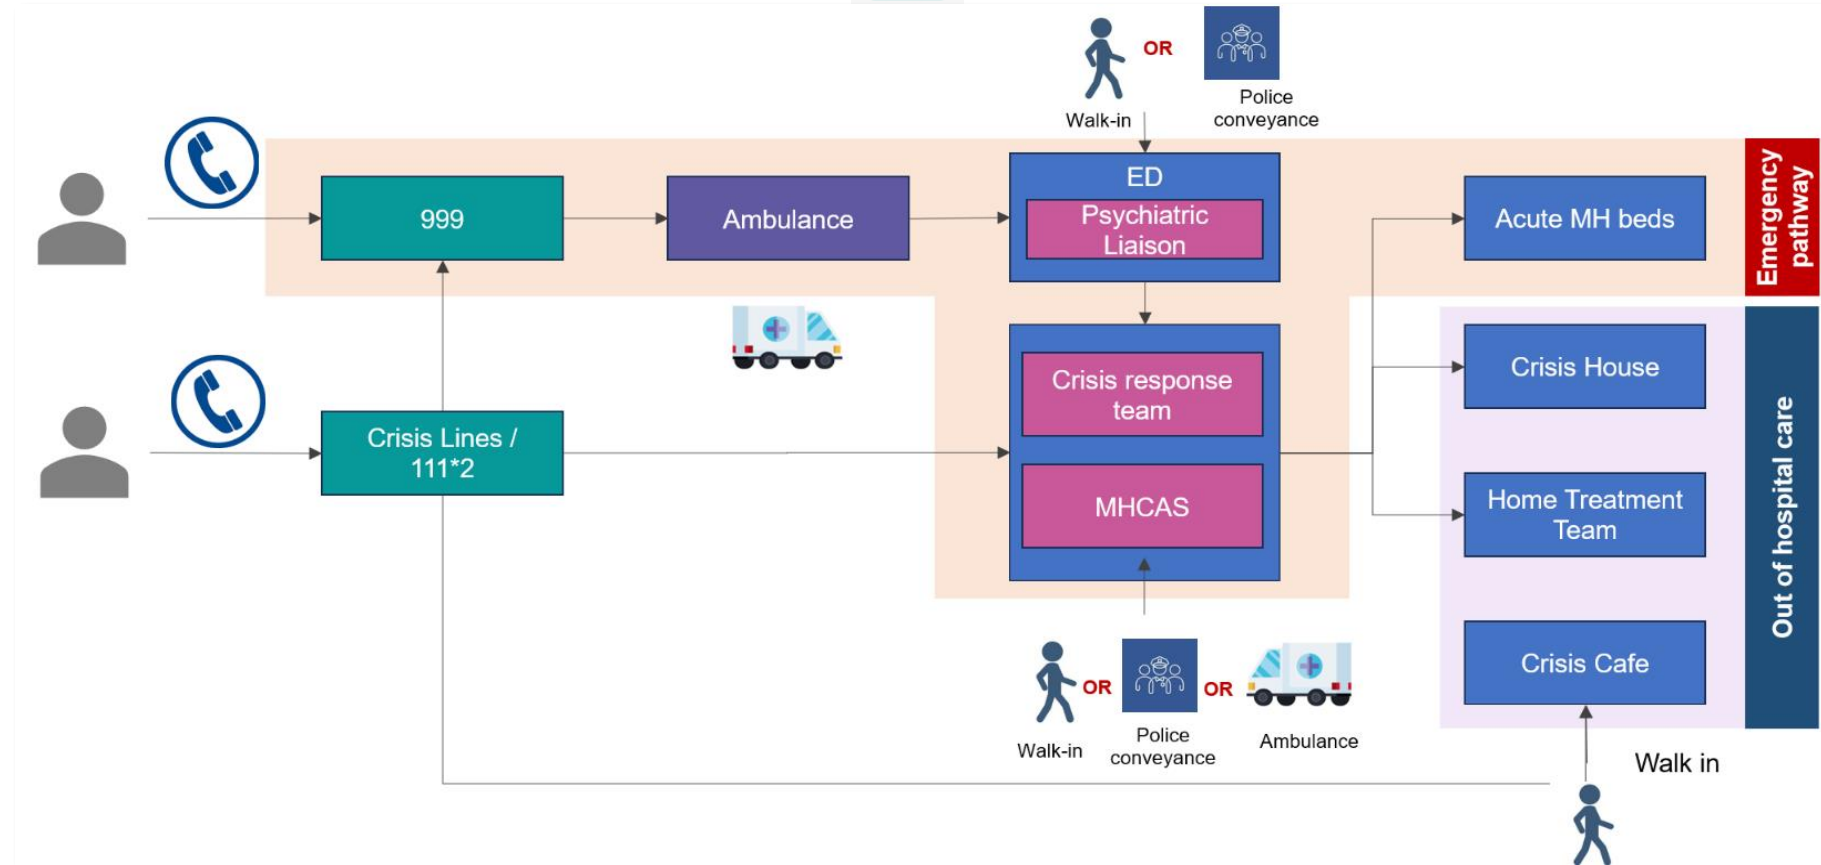 OR
Police
conveyance
Walk-in
999
Ambulance
ED
Psychiatric
Liaison
Acute MH beds
Emergency
pathway
Crisis Lines /
111*2
Crisis response
team
MHCAS
Crisis House
Home Treatment
Team
Crisis Cafe
Out of hospital care
OR
OR
Walk-in
Police
conveyance
Ambulance
Walk in